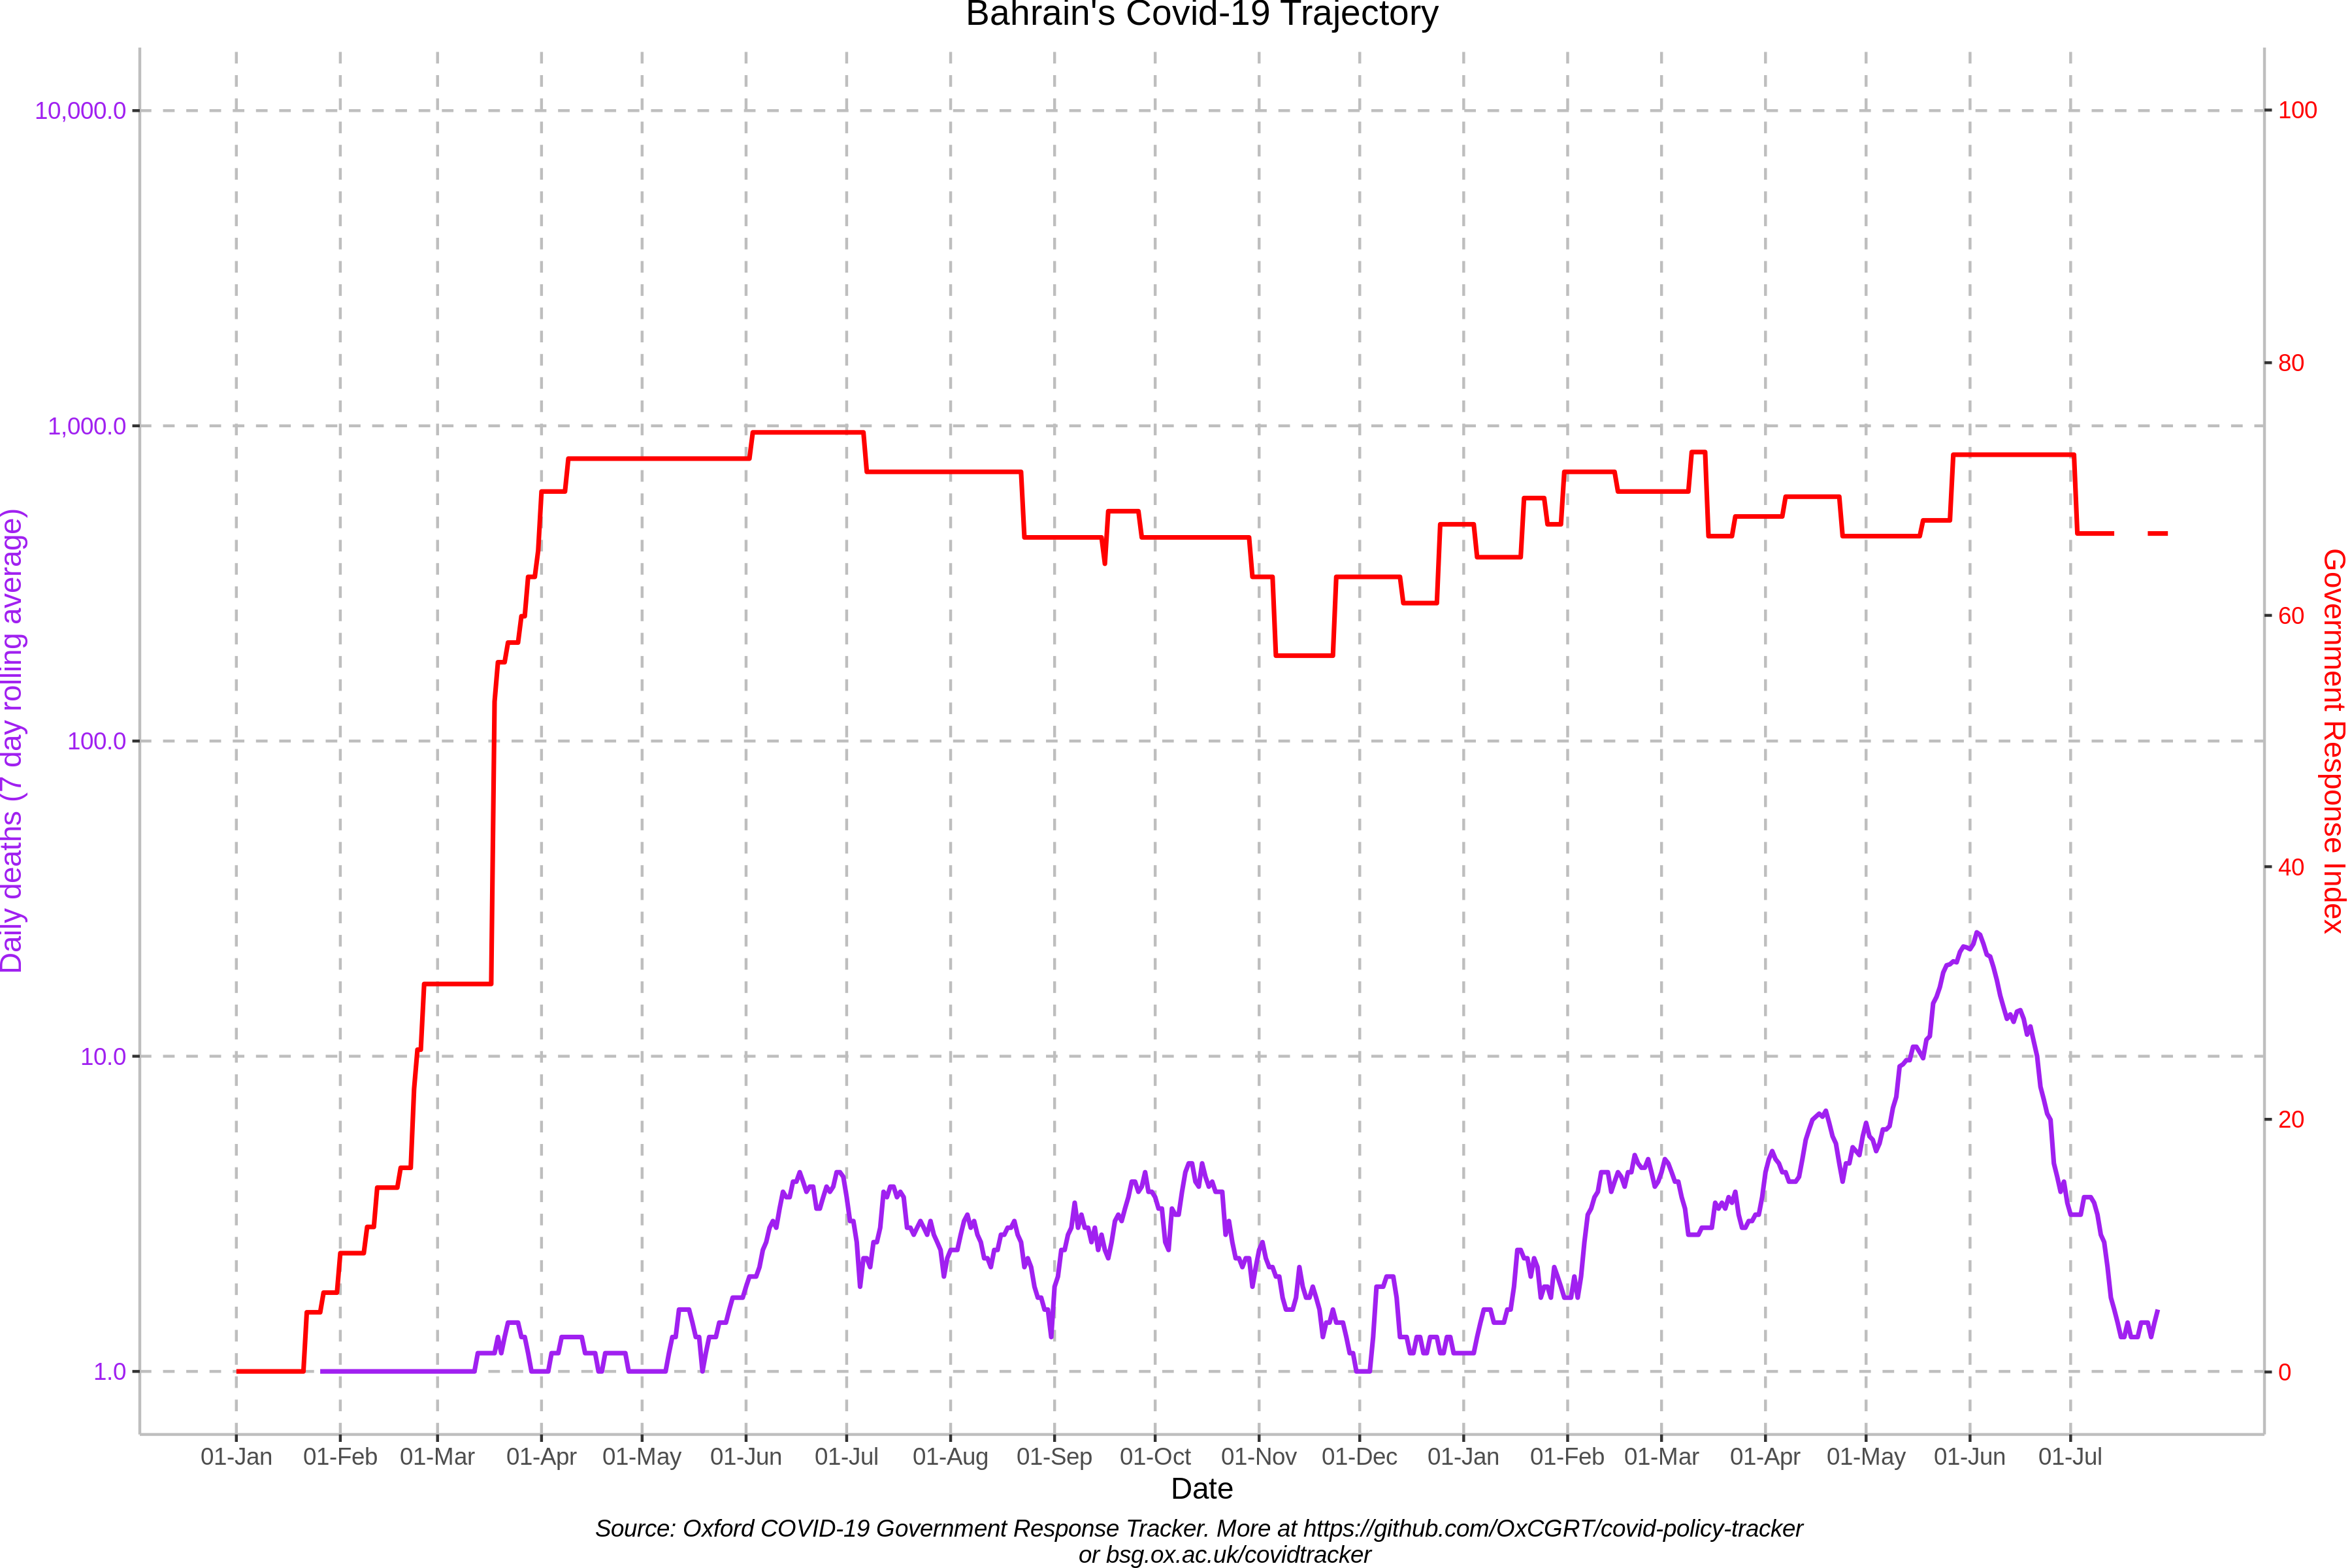 Bahrain's Covid-19 Trajectory
10,000.0
1,000.0
100.0
10.0
1.0
Daily deaths (7 day rolling average)
100
80
60
40
20
0
Government Response Index
01-Jan 01-Feb 01-Mar 01-Apr 01-May 01-Jun 01-Jul 01-Aug 01-Sep 01-Oct 01-Nov 01-Dec 01-Jan 01-Feb 01-Mar 01-Apr 01-May 01-Jun 01-Jul
Date
Source: Oxford COVID-19 Government Response Tracker. More at https://github.com/OxCGRT/covid-policy-tracker
or bsg.ox.ac.uk/covidtracker